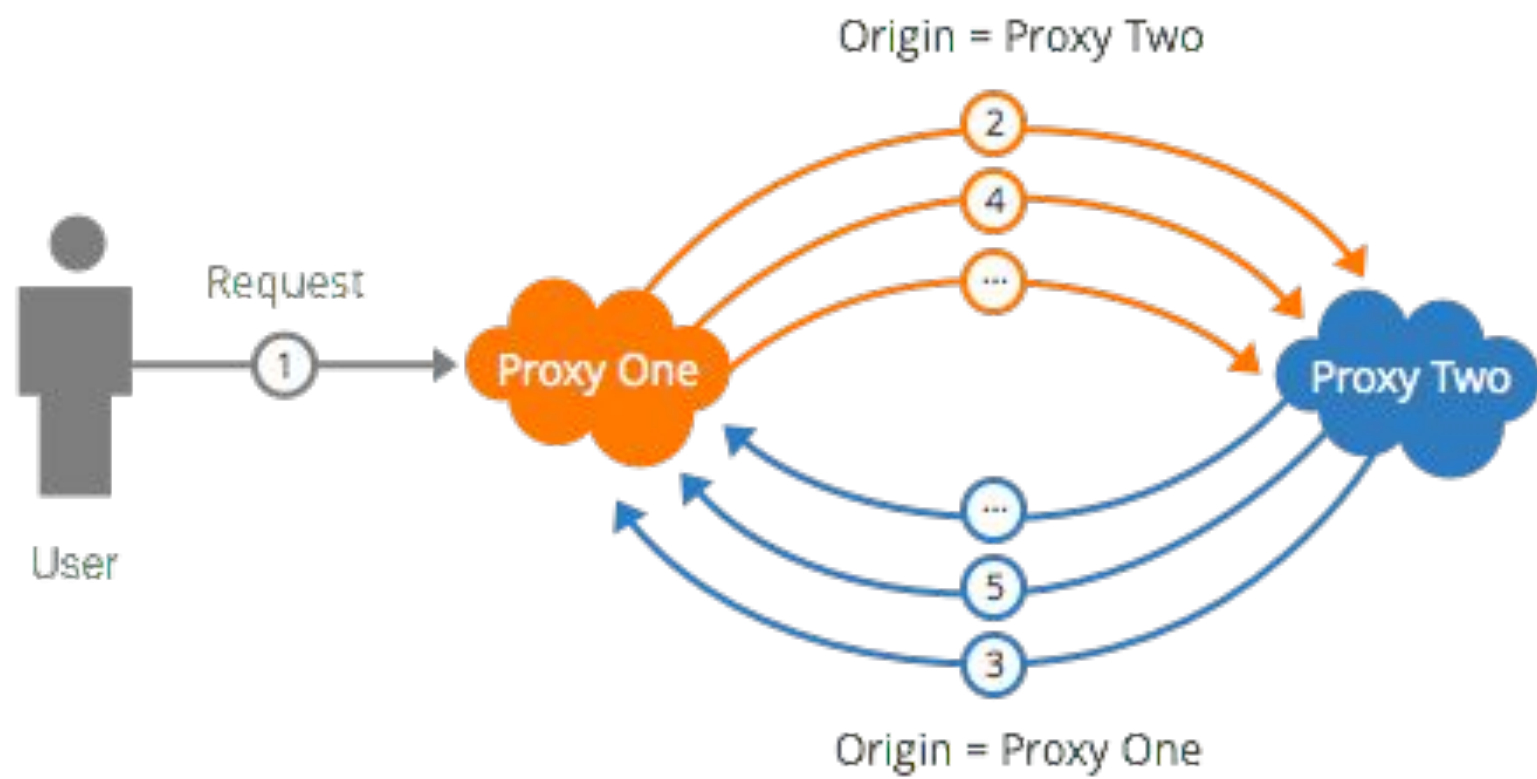 Origin = Proxy Two
2
4
...
Request
1
Proxy One
Proxy Two
...
5
3
User
Origin = Proxy One